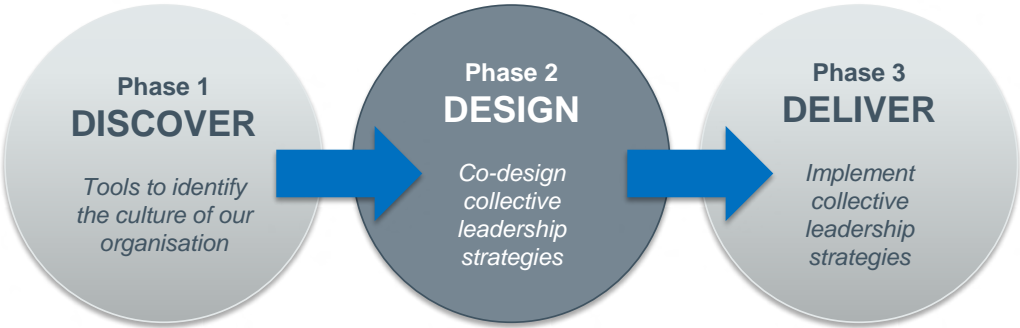 Phase 1
DISCOVER
Tools to identify
the culture of our
organisation
Phase 2
DESIGN
Co-design
collective
leadership
strategies
Phase 3
DELIVER
Implement
collective
leadership
strategies